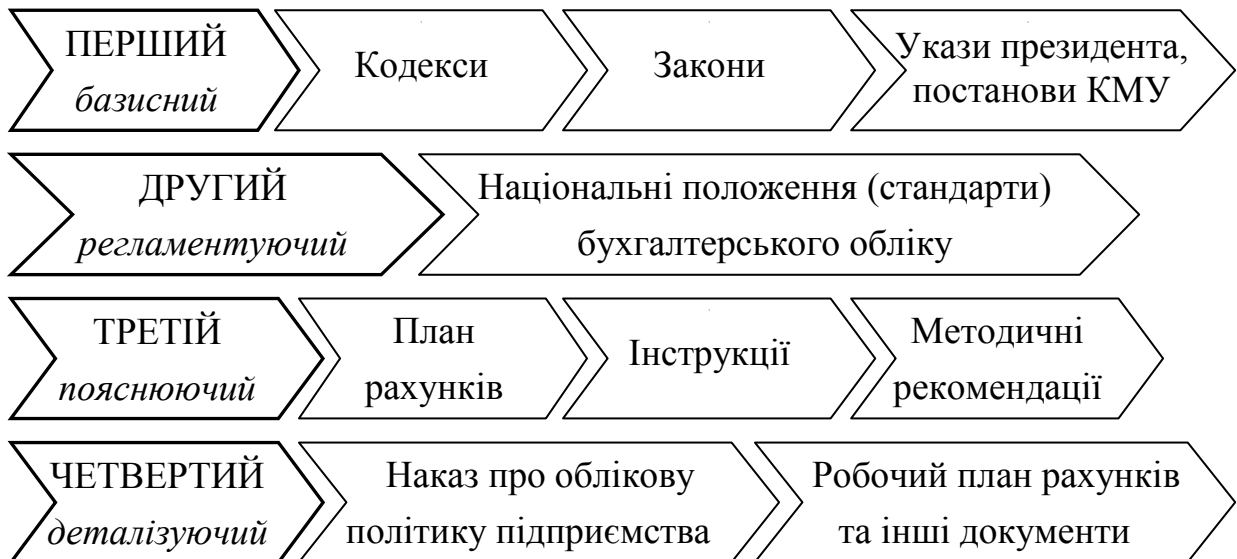 ПЕРШИЙ
базисний
Кодекси
Закони
Укази президента,
постанови КМУ
ДРУГИЙ
регламентуючий
Національні положення (стандарти)
бухгалтерського обліку
ТРЕТІЙ
пояснюючий
План
рахунків
Інструкції
Методичні
рекомендації
ЧЕТВЕРТИЙ
деталізуючий
Наказ про облікову
політику підприємства
Робочий план рахунків
та інші документи